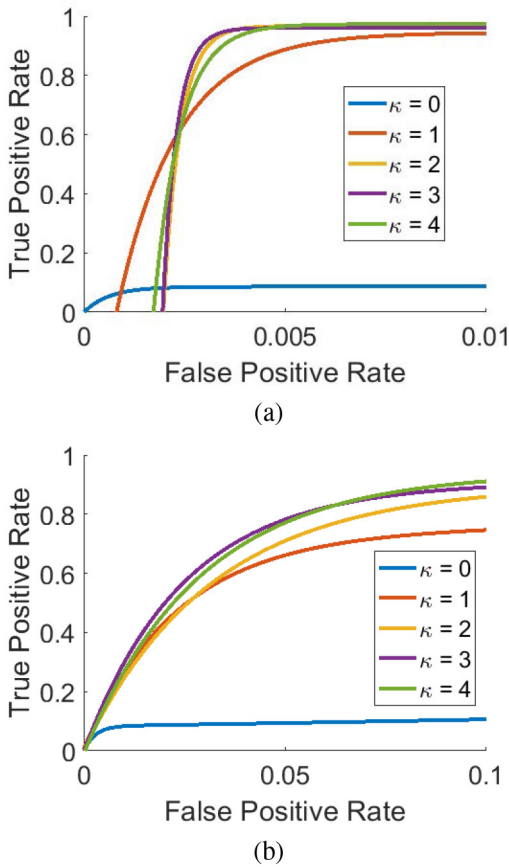 1
0.8
0.6
0.4
0.2
0
True Positive Rate
κ = 0
κ = 1
κ = 2
κ = 3
κ = 4
0 0.005 0.01
False Positive Rate
(a)
1
0.8
0.6
0.4
0.2
0
True Positive Rate
κ = 0
κ = 1
κ = 2
κ = 3
κ = 4
0 0.05 0.1
False Positive Rate
(b)